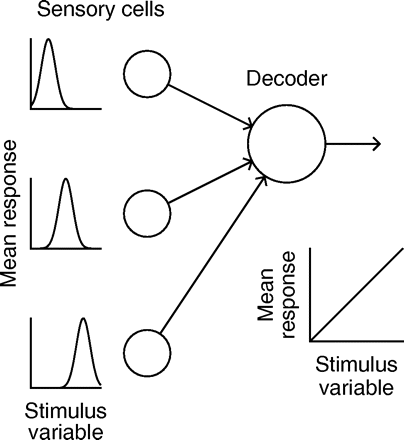 Sensory cells
Decoder
Mean response
Mean
response
Stimulus
variable
Stimulus
variable